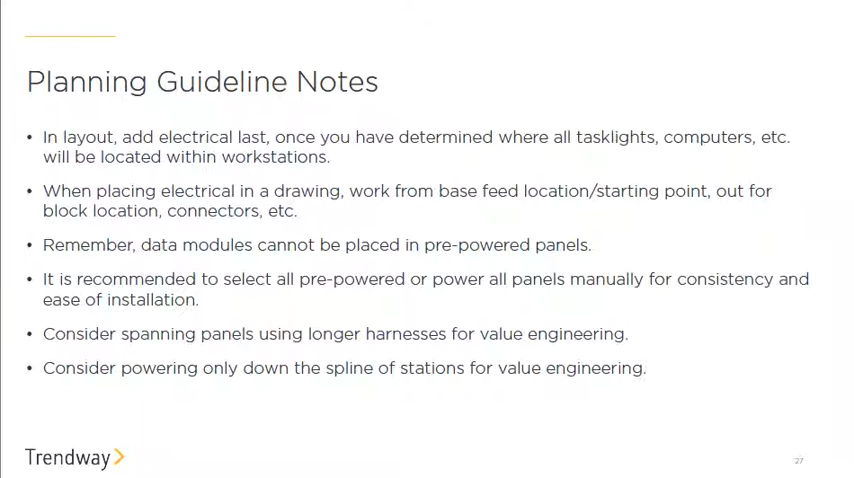 Planning Guideline Notes
• In layout, add electrical last, once you have determined where all tasklights, computers, etc.
will be located within workstations.
• When placing electrical in a drawing, work from base feed location/starting point, out for
block location, connectors, etc.
• Remember, data modules cannot be placed in pre-powered panels.
• It is recommended to select all pre-powered or power all panels manually for consistency and
ease of installation.
• Consider spanning panels using longer harnesses for value engineering.
• Consider powering only down the spline of stations for value engineering.
Trendway
27